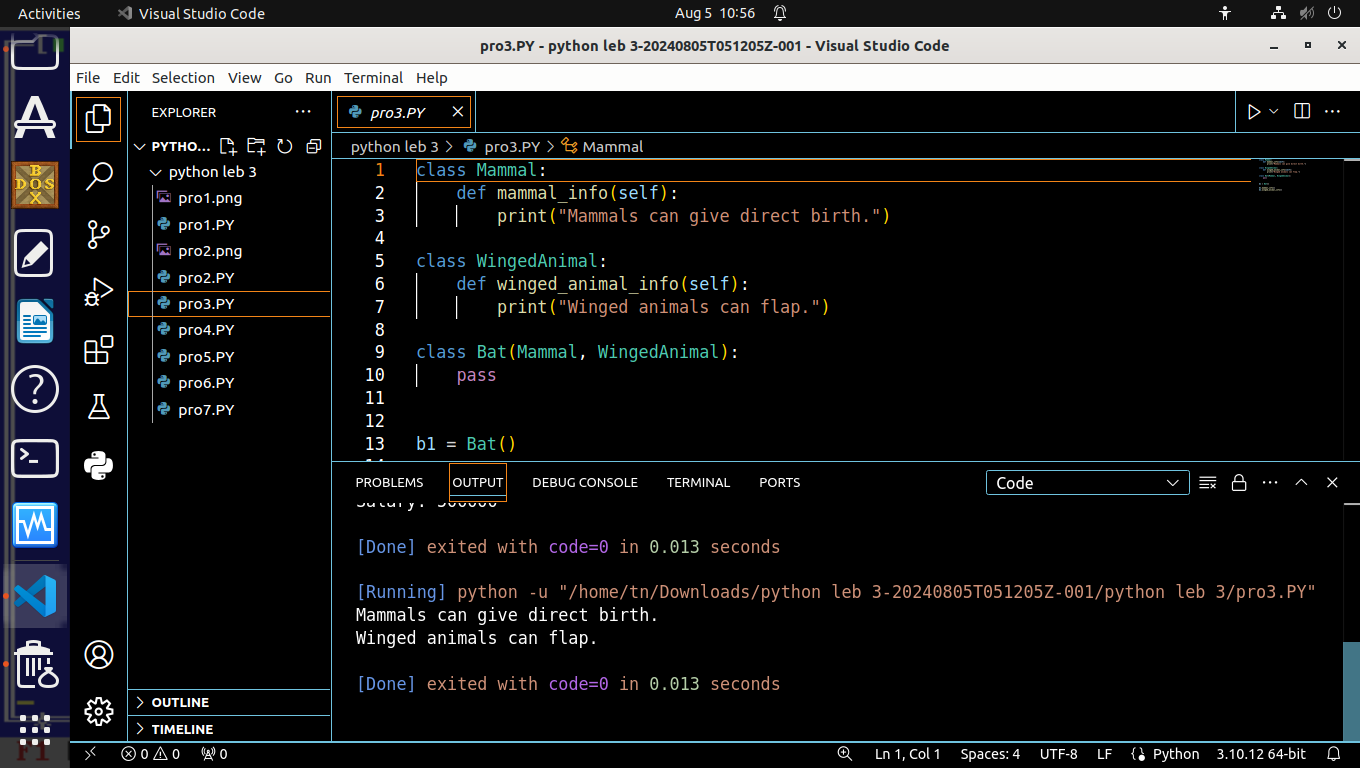 Activities
Visual Studio Code
Aug 5 10:56
pro3.PY - python leb 3-20240805T051205Z-001 - Visual Studio Code
File Edit Selection View Go Run Terminal Help
EXPLORER
PYTHO...
python leb 3
pro1.png
pro1.PY
pro2.png
pro2.PY
pro3.PY
pro4.PY
pro5.PY
pro6.PY
pro7.PY
OUTLINE
TIMELINE
pro3.PY
python leb 3 > pro3.PY > Mammal
1 class Mammal:
2 def mammal_info(self):
3 print("Mammals can give direct birth.")
4
5 class WingedAnimal:
6 def winged_animal_info(self):
7 print("Winged animals can flap.")
8
9 class Bat(Mammal, WingedAnimal):
10 pass
11
12
13 b1 = Bat()
PROBLEMS OUTPUT DEBUG CONSOLE TERMINAL PORTS
Code
[Done] exited with code=0 in 0.013 seconds
[Running] python -u "/home/tn/Downloads/python leb 3-20240805T051205Z-001/python leb 3/pro3.PY"
Mammals can give direct birth.
Winged animals can flap.
[Done] exited with code=0 in 0.013 seconds
0 0 0
Ln 1, Col 1 Spaces: 4 UTF-8 LF Python 3.10.12 64-bit